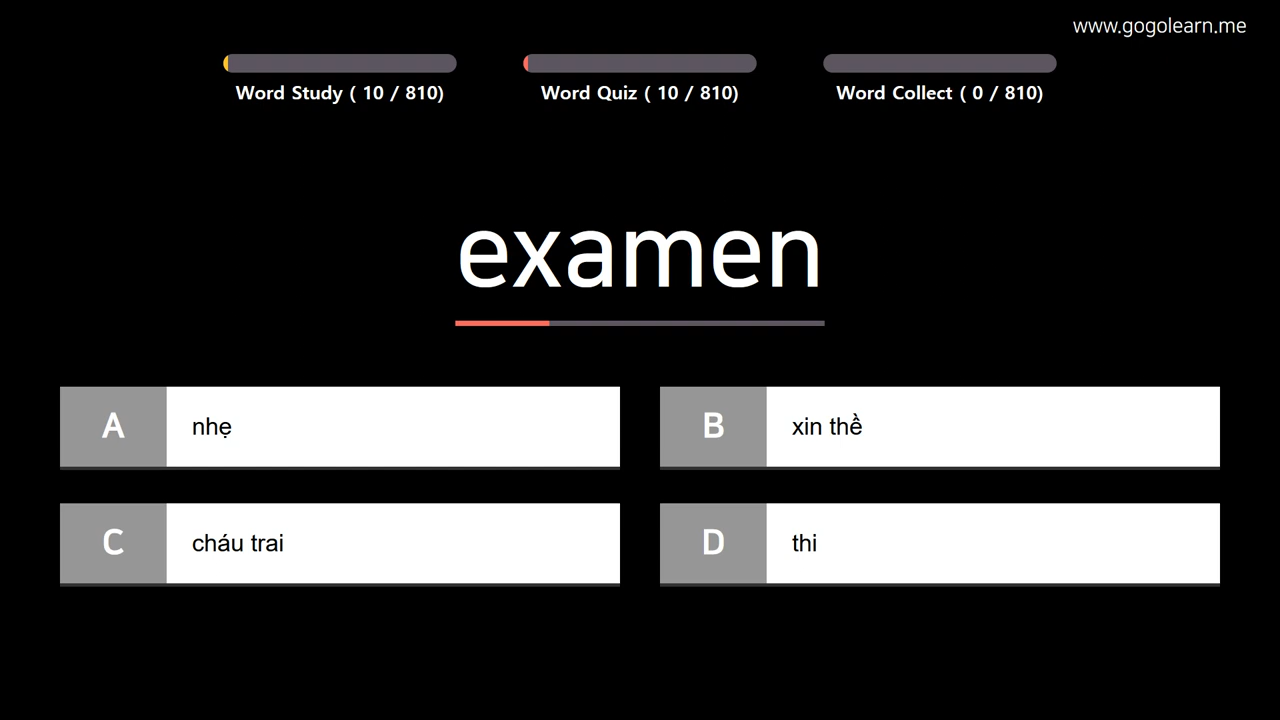 www.gogolearn.me
Word Study ( 10 / 810)
Word Quiz ( 10 / 810)
Word Collect ( 0 / 810)
examen
A nhẹ
B xin thề
C cháu trai
D thi